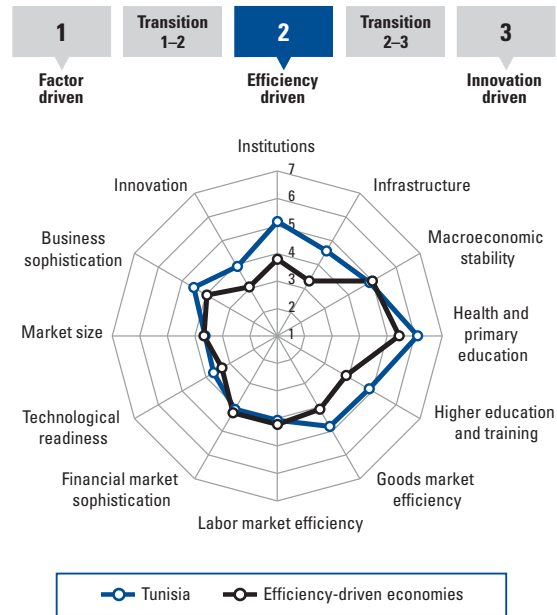 1
Transition
1–2
2
Transition
2–3
3
Factor
driven
Efficiency
driven
Innovation
driven
Institutions
7
Innovation
Infrastructure
6
5
Business
sophistication
Macroeconomic
stability
4
3
2
Market size
1
Health and
primary
education
Technological
readiness
Higher education
and training
Financial market
sophistication
Goods market
efficiency
Labor market efficiency
Tunisia
Efficiency-driven economies